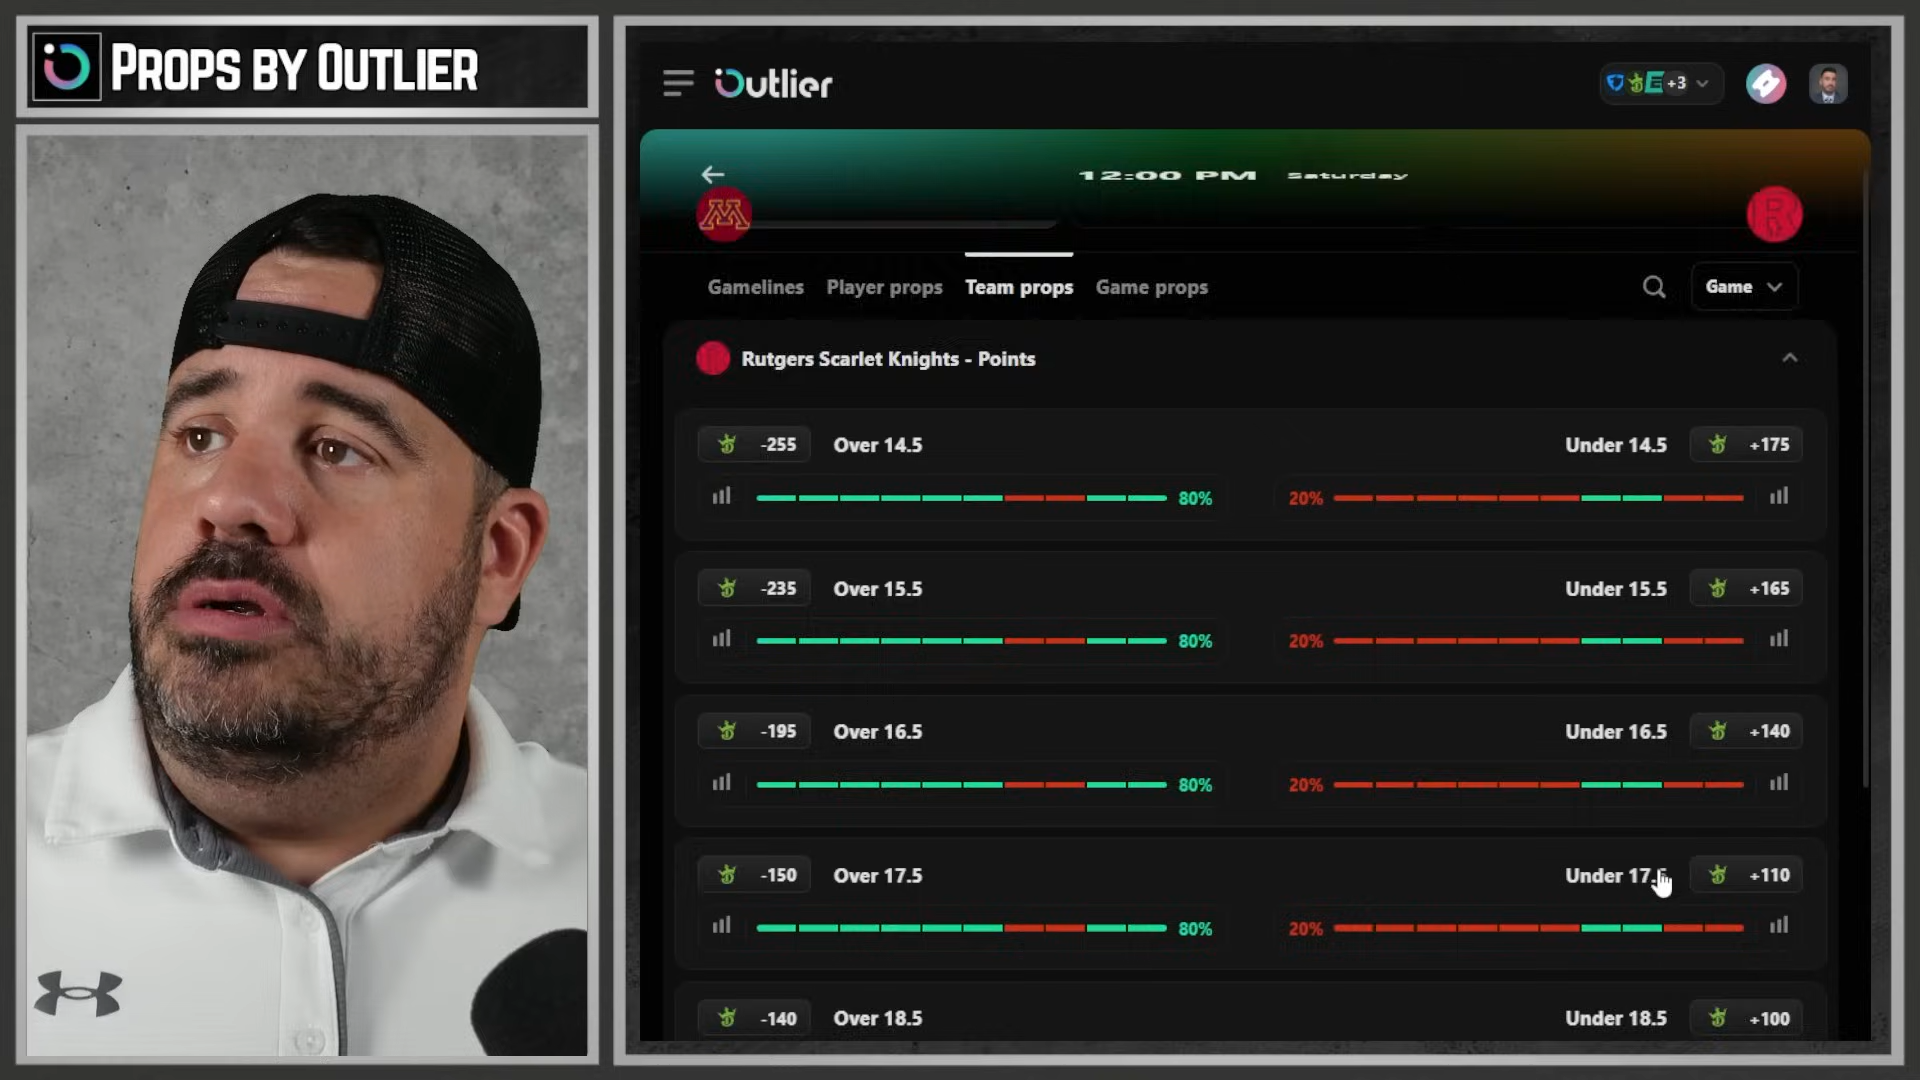 PROPS BY OUTLIER
Outlier
+3
12:00 PM Saturday
M
R
Gamelines Player props Team props Game props
Game
Rutgers Scarlet Knights - Points
-255 Over 14.5 Under 14.5 +175
80% 20%
-235 Over 15.5 Under 15.5 +165
80% 20%
-195 Over 16.5 Under 16.5 +140
80% 20%
-150 Over 17.5 Under 17.5 +110
80% 20%
-140 Over 18.5 Under 18.5 +100